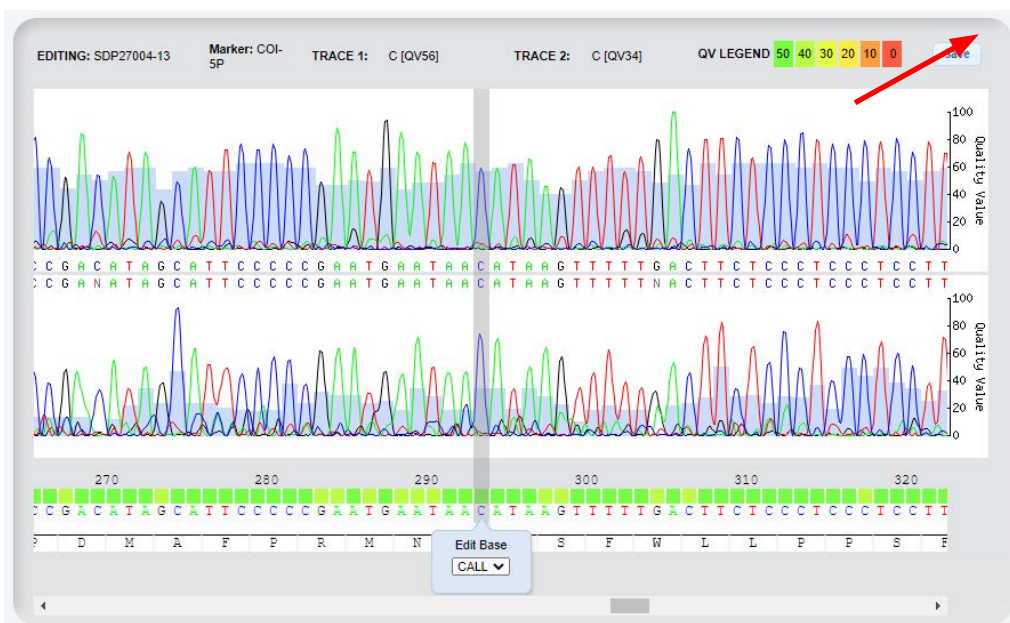 EDITING: SDP27004-13 Marker: COI-5P TRACE 1: C [QV56] TRACE 2: C [QV34] QV LEGEND 50 40 30 20 10 0 Save
100
80
60
40
20
0
Quality Value
C G A C A T A G C A T T C C C C C G A A T G A A T A A C A T A A G T T T T T G A C T T C T C C C T C C C T C C T T
C G A N A T A G C A T T C C C C C G A A T G A A T A A C A T A A G T T T T T N A C T T C T C C C T C C C T C C T T
100
80
60
40
20
0
Quality Value
270 280 290 300 310 320
C G A C A T A G C A T T C C C C C G A A T G A A T A A C A T A A G T T T T T G A C T T C T C C C T C C C T C C T T
D M A F P R M N S F W L L P P S
Edit Base
CALL